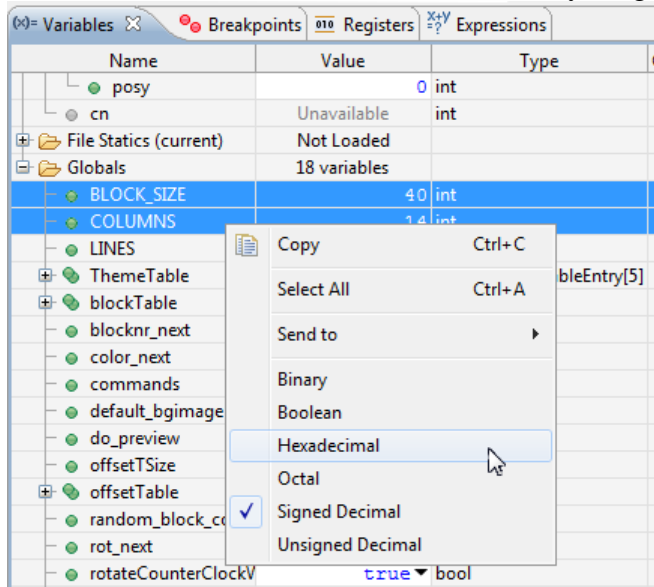 (x)= Variables Breakpoints 1010 0101 Registers x+y =? Expressions
Name Value Type
posy 0 int
cn Unavailable int
File Statics (current) Not Loaded
Globals 18 variables
BLOCK_SIZE 40 int
COLUMNS 14 int
LINES
ThemeTable bleEntry[5]
blockTable
blocknr_next
color_next
commands
default_bgimage
do_preview
offsetTSize
offsetTable
random_block_co
rot_next
rotateCounterClockW true bool
Copy Ctrl+C
Select All Ctrl+A
Send to
Binary
Boolean
Hexadecimal
Octal
Signed Decimal
Unsigned Decimal